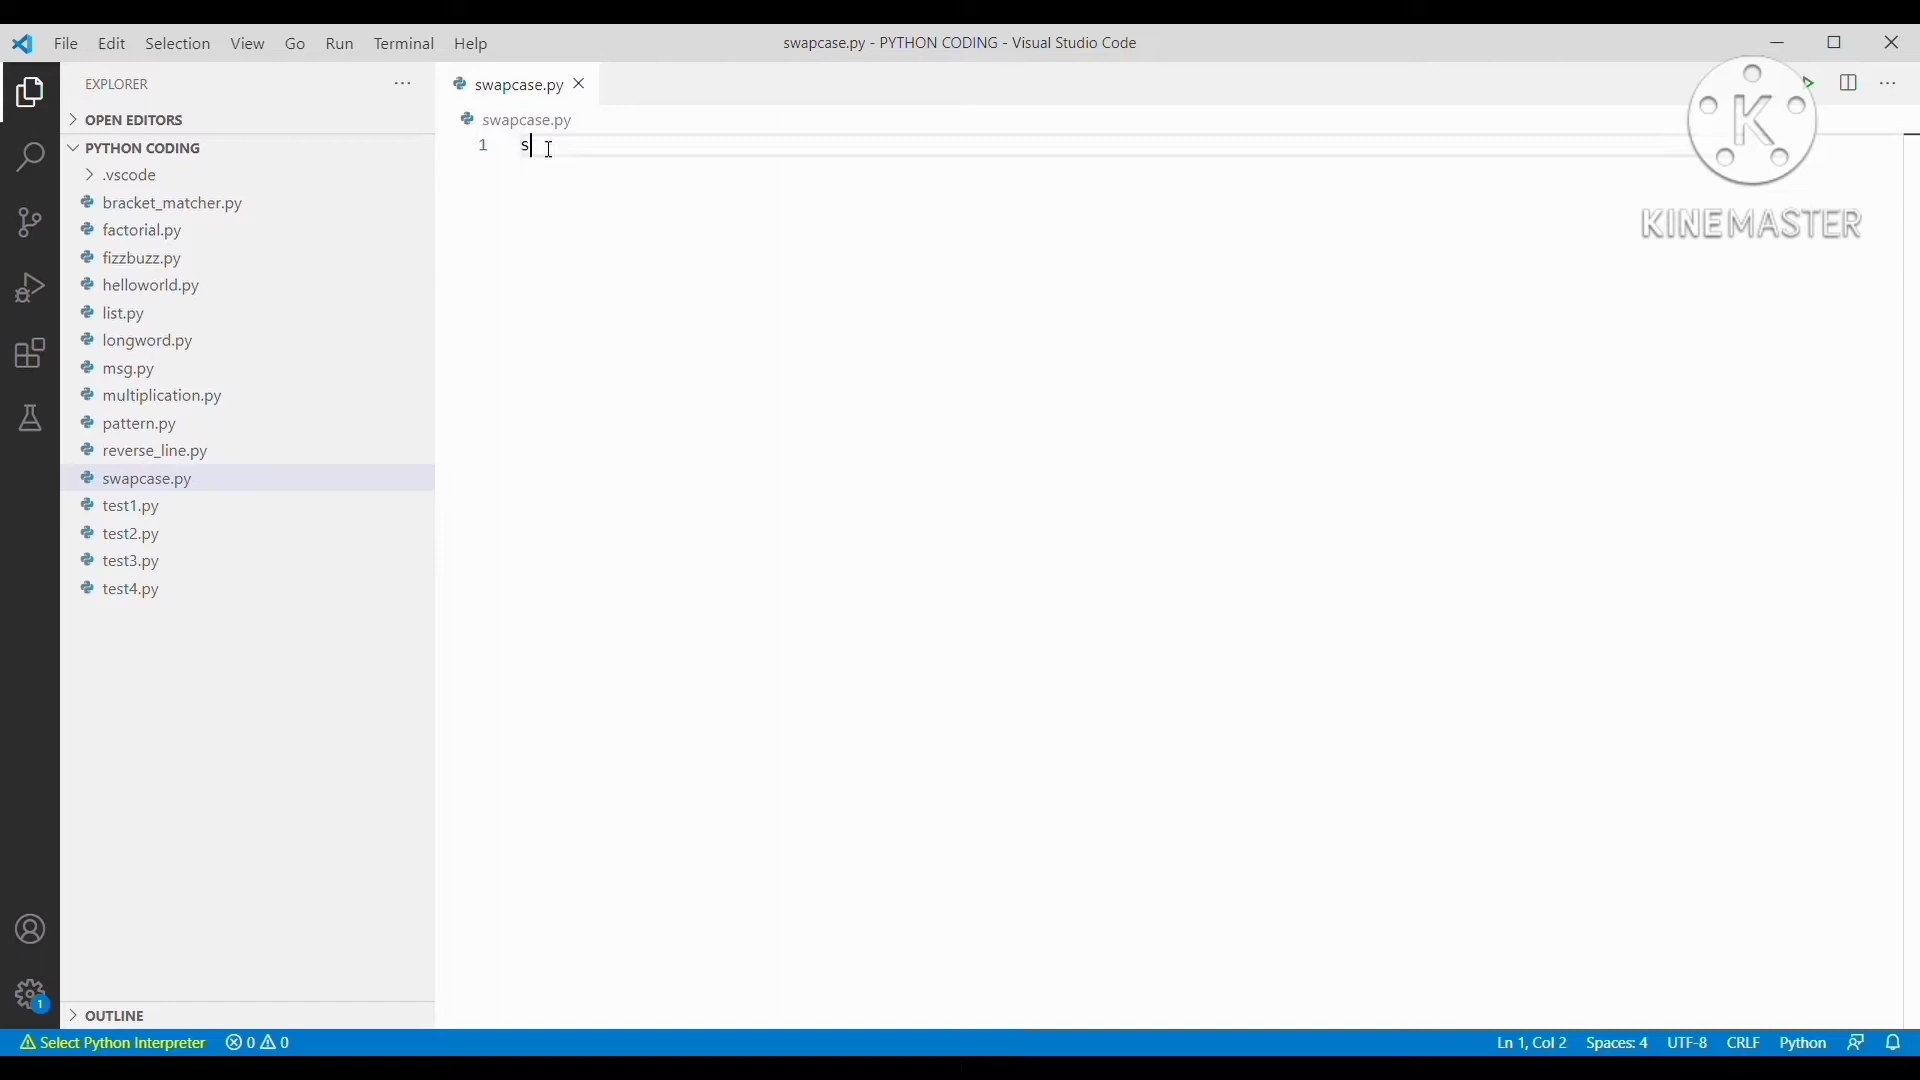 File Edit Selection View Go Run Terminal Help
swapcase.py - PYTHON CODING - Visual Studio Code
EXPLORER
swapcase.py
OPEN EDITORS
swapcase.py
PYTHON CODING
1 s
.vscode
bracket_matcher.py
factorial.py
fizzbuzz.py
helloworld.py
list.py
longword.py
msg.py
multiplication.py
pattern.py
reverse_line.py
swapcase.py
test1.py
test2.py
test3.py
test4.py
K
KINEMASTER
1
OUTLINE
Select Python Interpreter 0 0
Ln 1, Col 2 Spaces: 4 UTF-8 CRLF Python